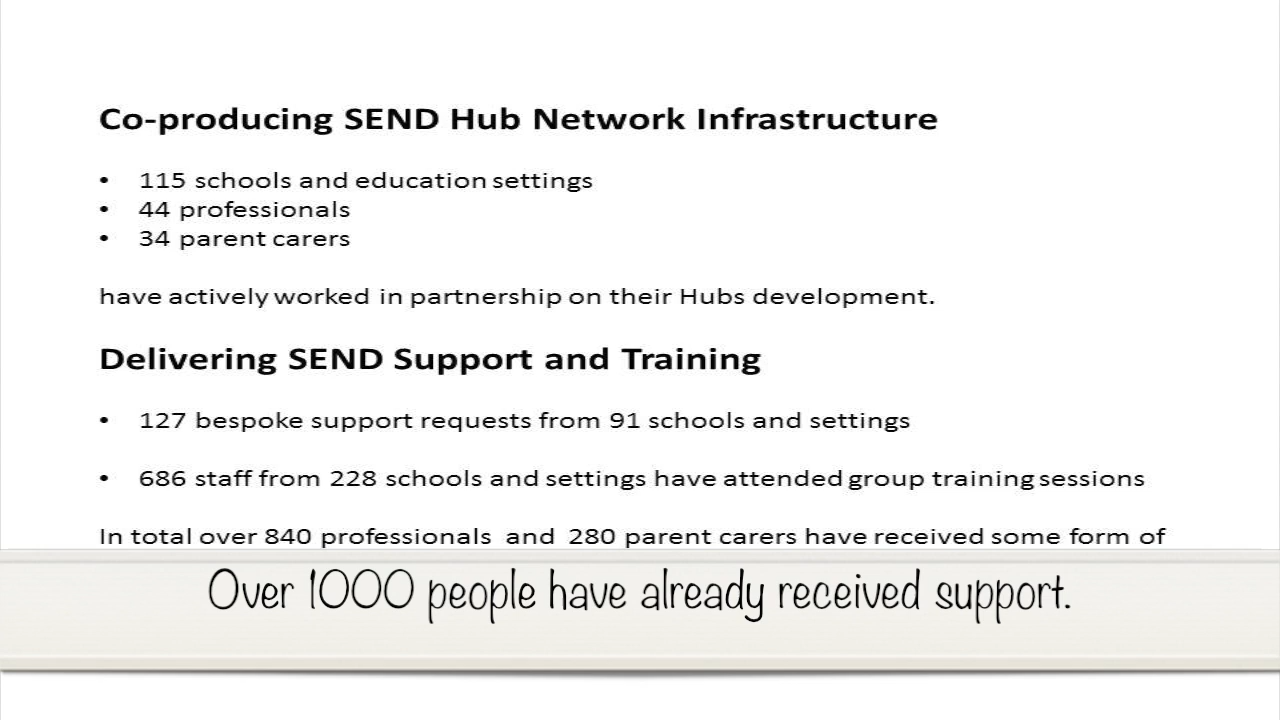 Co-producing SEND Hub Network Infrastructure
• 115 schools and education settings
• 44 professionals
• 34 parent carers
have actively worked in partnership on their Hubs development.
Delivering SEND Support and Training
• 127 bespoke support requests from 91 schools and settings
• 686 staff from 228 schools and settings have attended group training sessions
In total over 840 professionals and 280 parent carers have received some form of
Over 1000 people have already received support.